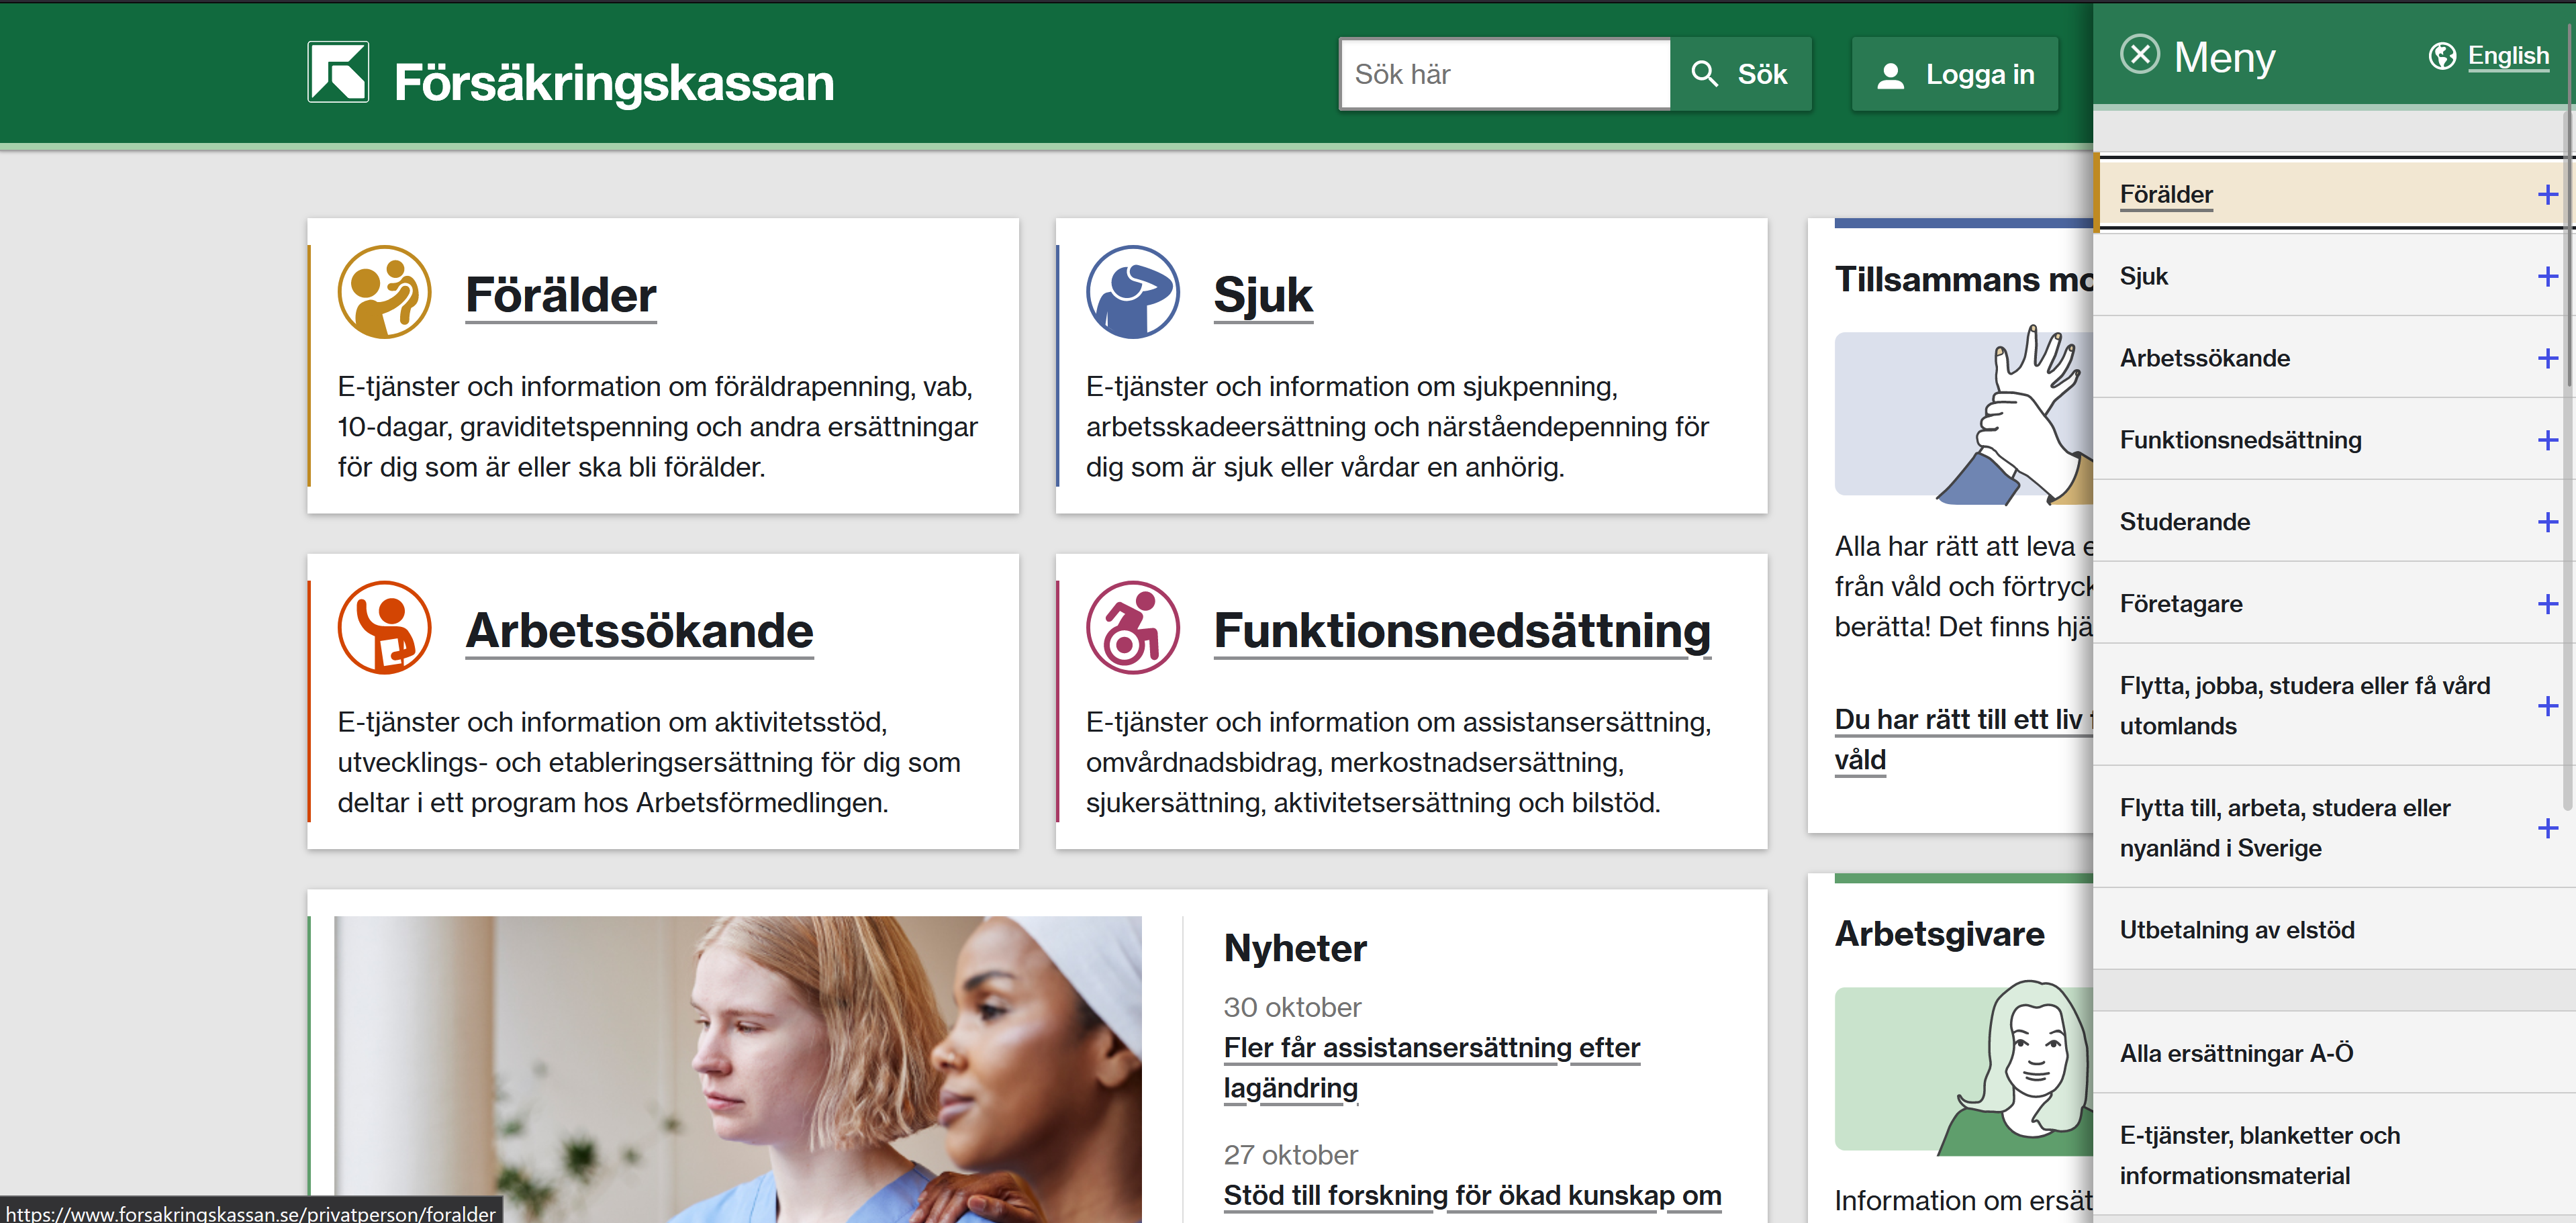 Försäkringskassan
Sök här
Sök
Logga in
Meny
English
Förälder
E-tjänster och information om föräldrapenning, vab,
10-dagar, graviditetspenning och andra ersättningar
för dig som är eller ska bli förälder.
Sjuk
E-tjänster och information om sjukpenning,
arbetsskadeersättning och närståendepenning för
dig som är sjuk eller vårdar en anhörig.
Arbetssökande
E-tjänster och information om aktivitetsstöd,
utvecklings- och etableringsersättning för dig som
deltar i ett program hos Arbetsförmedlingen.
Funktionsnedsättning
E-tjänster och information om assistansersättning,
omvårdnadsbidrag, merkostnadsersättning,
sjukersättning, aktivitetsersättning och bilstöd.
Nyheter
30 oktober
Fler får assistansersättning efter
lagändring
27 oktober
Stöd till forskning för ökad kunskap om
Tillsammans
Alla har rätt att leva
från våld och
berätta! Det finns
Du har rätt till ett liv
våld
Arbetsgivare
Information om
Förälder
Sjuk
Arbetssökande
Funktionsnedsättning
Studerande
Företagare
Flytta, jobba, studera eller få vård
utomlands
Flytta till, arbeta, studera eller
nyanländ i Sverige
Utbetalning av elstöd
Alla ersättningar A-Ö
E-tjänster, blanketter och
informationsmaterial
https://www.forsakringskassan.se/privatperson/foralder